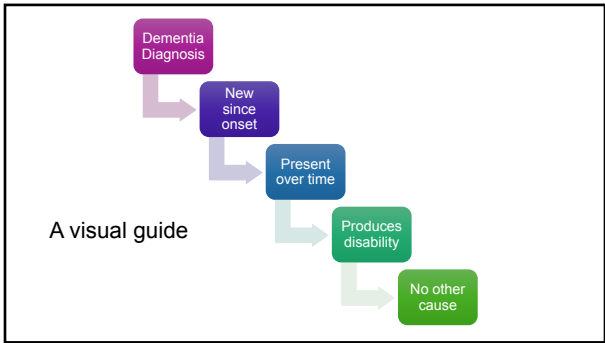 Dementia
Diagnosis
New
since
onset
Present
over time
Produces
disability
A visual guide
No other
cause